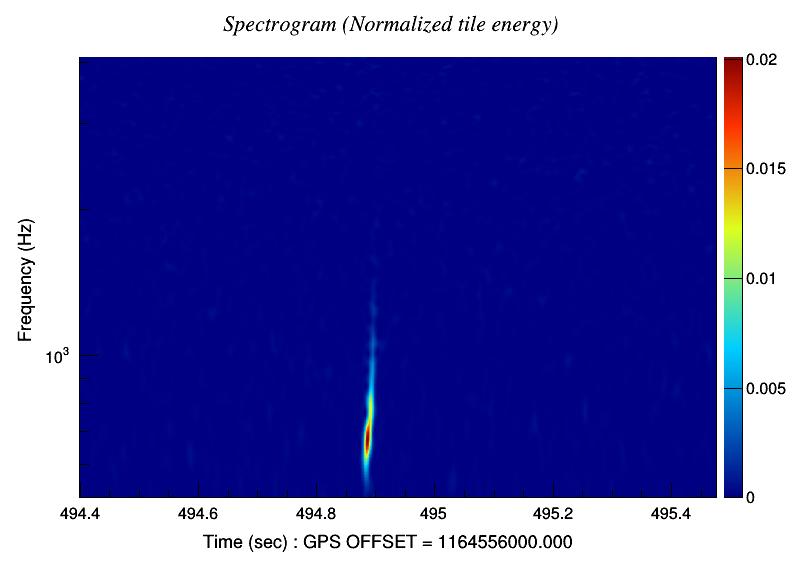 Spectrogram (Normalized tile energy)
0.02
0.015
0.01
0.005
0
Frequency (Hz)
10³
494.4 494.6 494.8 495 495.2 495.4
Time (sec) : GPS OFFSET = 1164556000.000